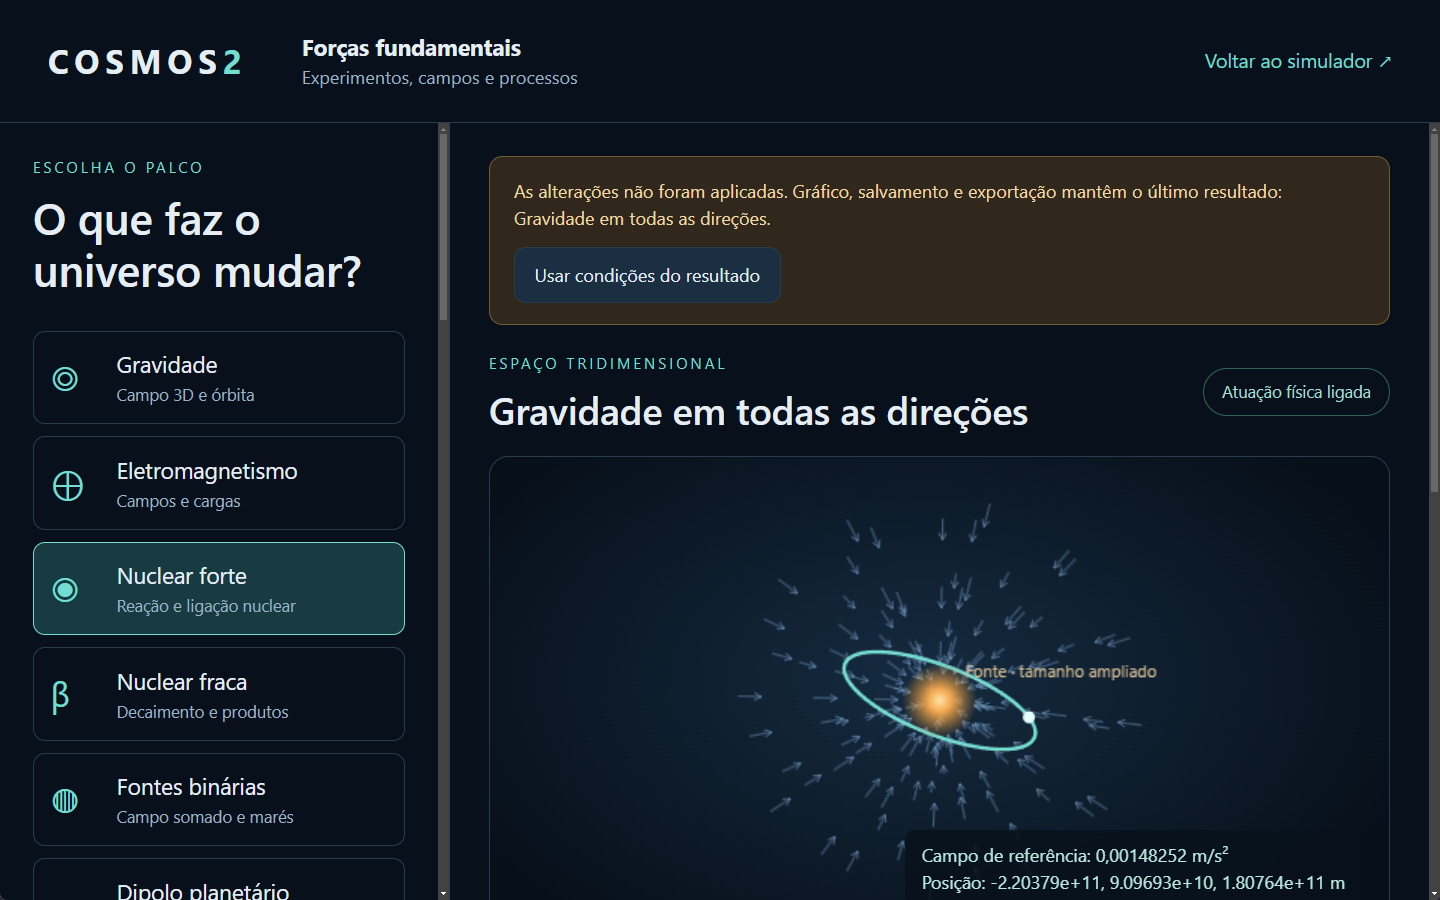 COSMOS2
Forças fundamentais
Experimentos, campos e processos
Voltar ao simulador ↗
ESCOLHA O PALCO
O que faz o
universo mudar?
Gravidade
Campo 3D e órbita
Eletromagnetismo
Campos e cargas
Nuclear forte
Reação e ligação nuclear
β
Nuclear fraca
Decaimento e produtos
Fontes binárias
Campo somado e marés
Dipolo planetário
As alterações não foram aplicadas. Gráfico, salvamento e exportação mantêm o último resultado:
Gravidade em todas as direções.
Usar condições do resultado
ESPAÇO TRIDIMENSIONAL
Gravidade em todas as direções
Atuação física ligada
Fonte · tamanho ampliado
Campo de referência: 0,00148252 m/s²
Posição: -2.20379e+11, 9.09693e+10, 1.80764e+11 m